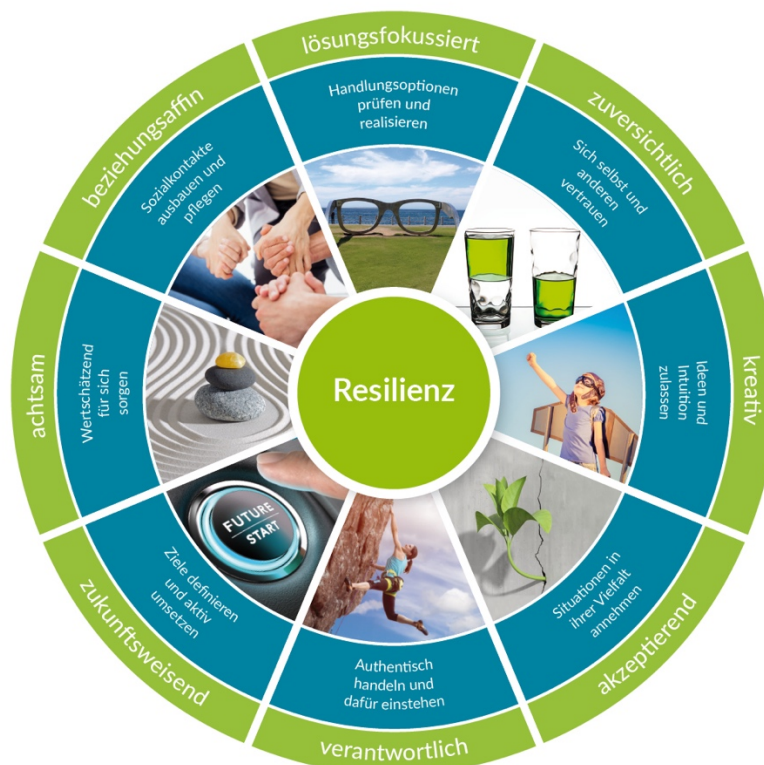 lösungsfokussiert
Handlungsoptionen
prüfen und
realisieren
zuversichtlich
Sich selbst und
anderen
vertrauen
kreativ
Ideen und
Intuition
zulassen
akzeptierend
Situationen in
ihrer Vielfalt
annehmen
verantwortlich
Authentisch
handeln und
dafür einstehen
zukunftsweisend
Ziele definieren
und aktiv
umsetzen
FUTURE
START
achtsam
Wertschätzend
für sich
sorgen
beziehungsaffin
Sozialkontakte
ausbauen und
pflegen
Resilienz